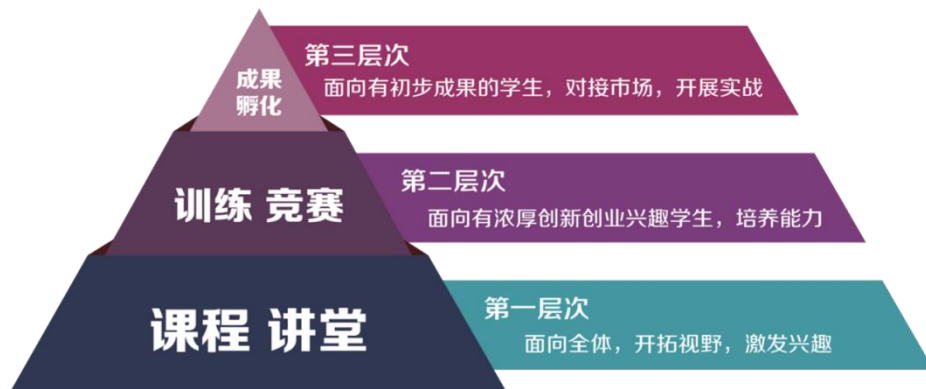 成果
孵化
第三层次
面向有初步成果的学生，对接市场，开展实战
训练 竞赛
第二层次
面向有浓厚创新创业兴趣学生，培养能力
课程 讲堂
第一层次
面向全体，开拓视野，激发兴趣